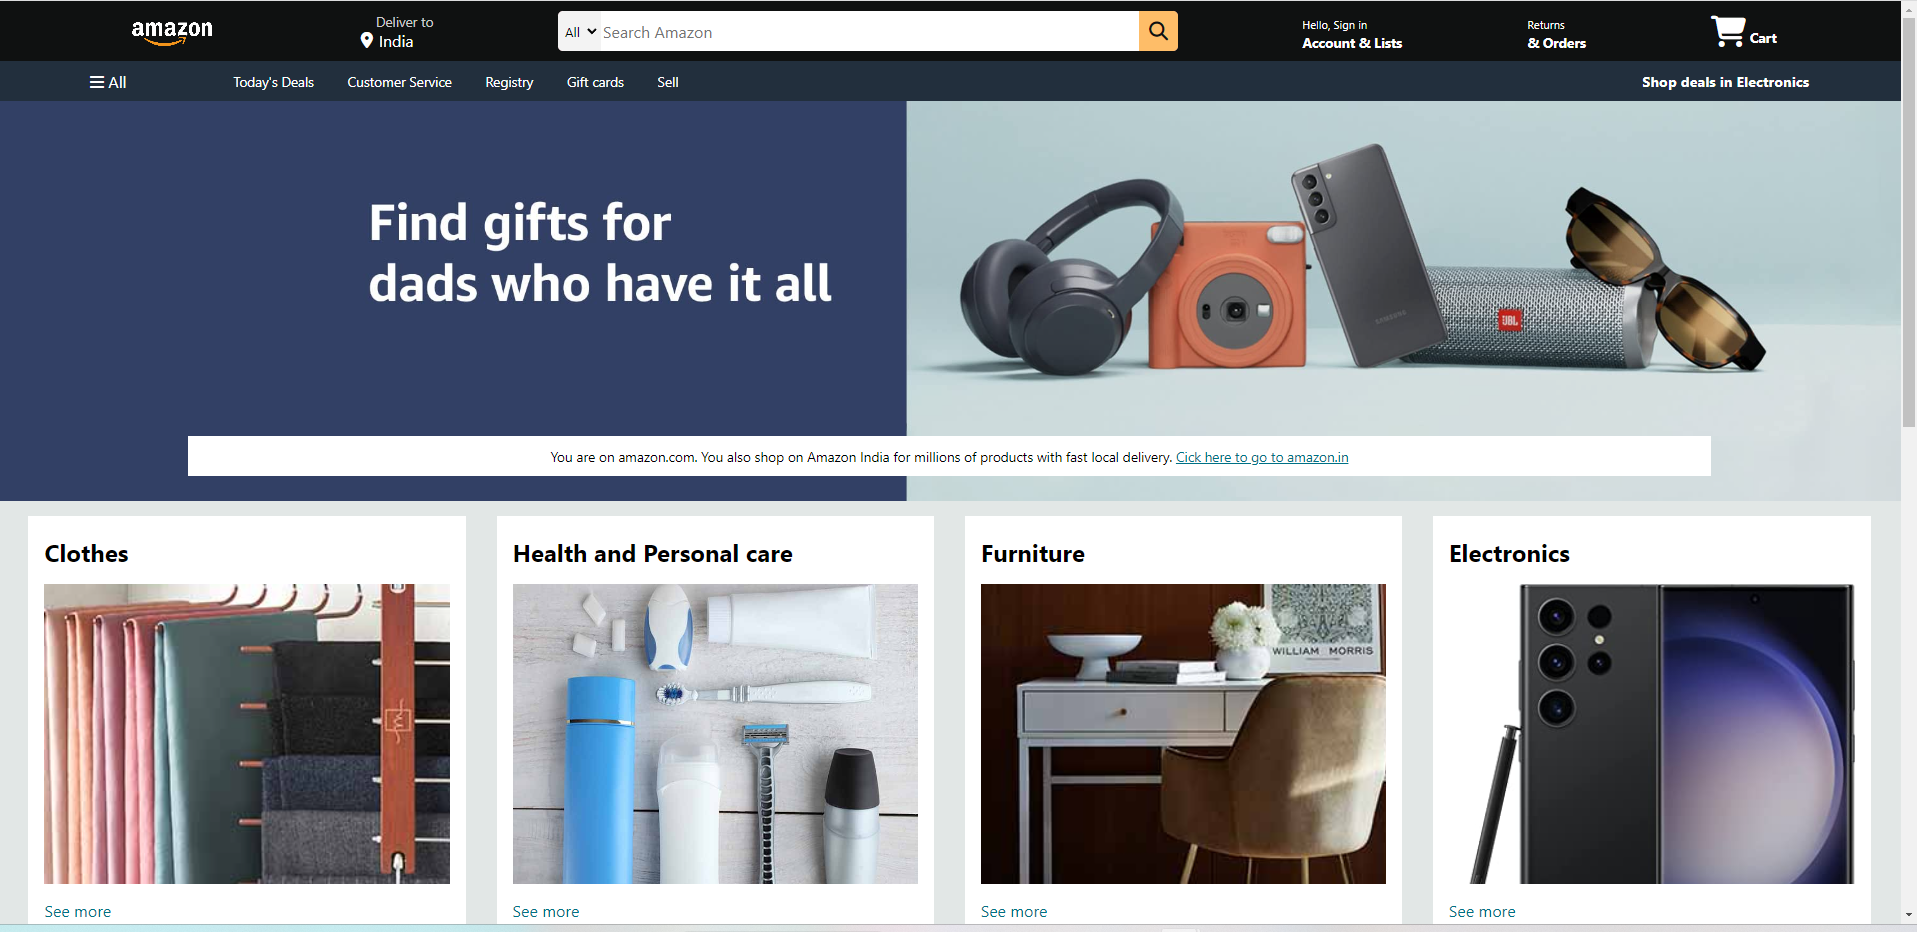 amazon
Deliver to
India
All
Search Amazon
Hello, Sign in
Account & Lists
Returns
& Orders
Cart
All
Today's Deals
Customer Service
Registry
Gift cards
Sell
Shop deals in Electronics
Find gifts for
dads who have it all
SAMSUNG
JBL
You are on amazon.com. You also shop on Amazon India for millions of products with fast local delivery. Cick here to go to amazon.in
Clothes
Health and Personal care
Furniture
Electronics
WILLIAM MORRIS
See more
See more
See more
See more